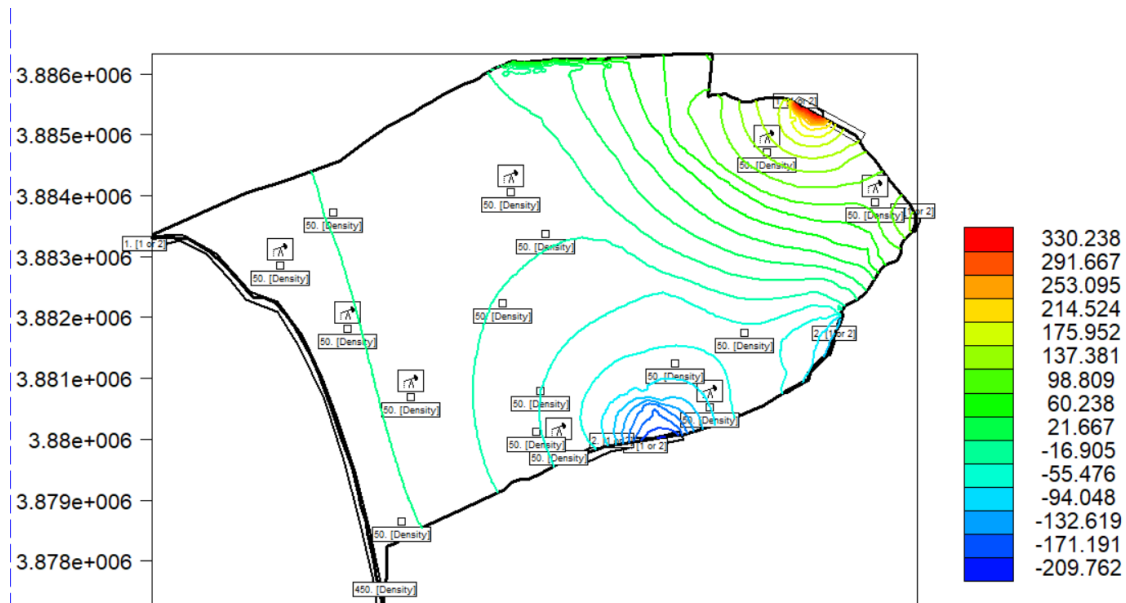 3.886e+006
1. [1 or 2]
3.885e+006
50. [Density]
3.884e+006
50. [Density]
50. [Density]
or 2]
50. [Density]
1. [1 or 2]
50. [Density]
3.883e+006
50. [Density]
330.238
291.667
3.882e+006
50. [Density]
253.095
50. [Density]
50. [Density]
214.524
175.952
3.881e+006
50. [Density]
137.381
50. [Density]
50. [Density]
98.809
50. [Density]
3.88e+006
50. [Density]
[1 or 2]
60.238
50. [Density]
21.667
3.879e+006
-16.905
50. [Density]
-55.476
-94.048
3.878e+006
-132.619
450. [Density]
-171.191
-209.762